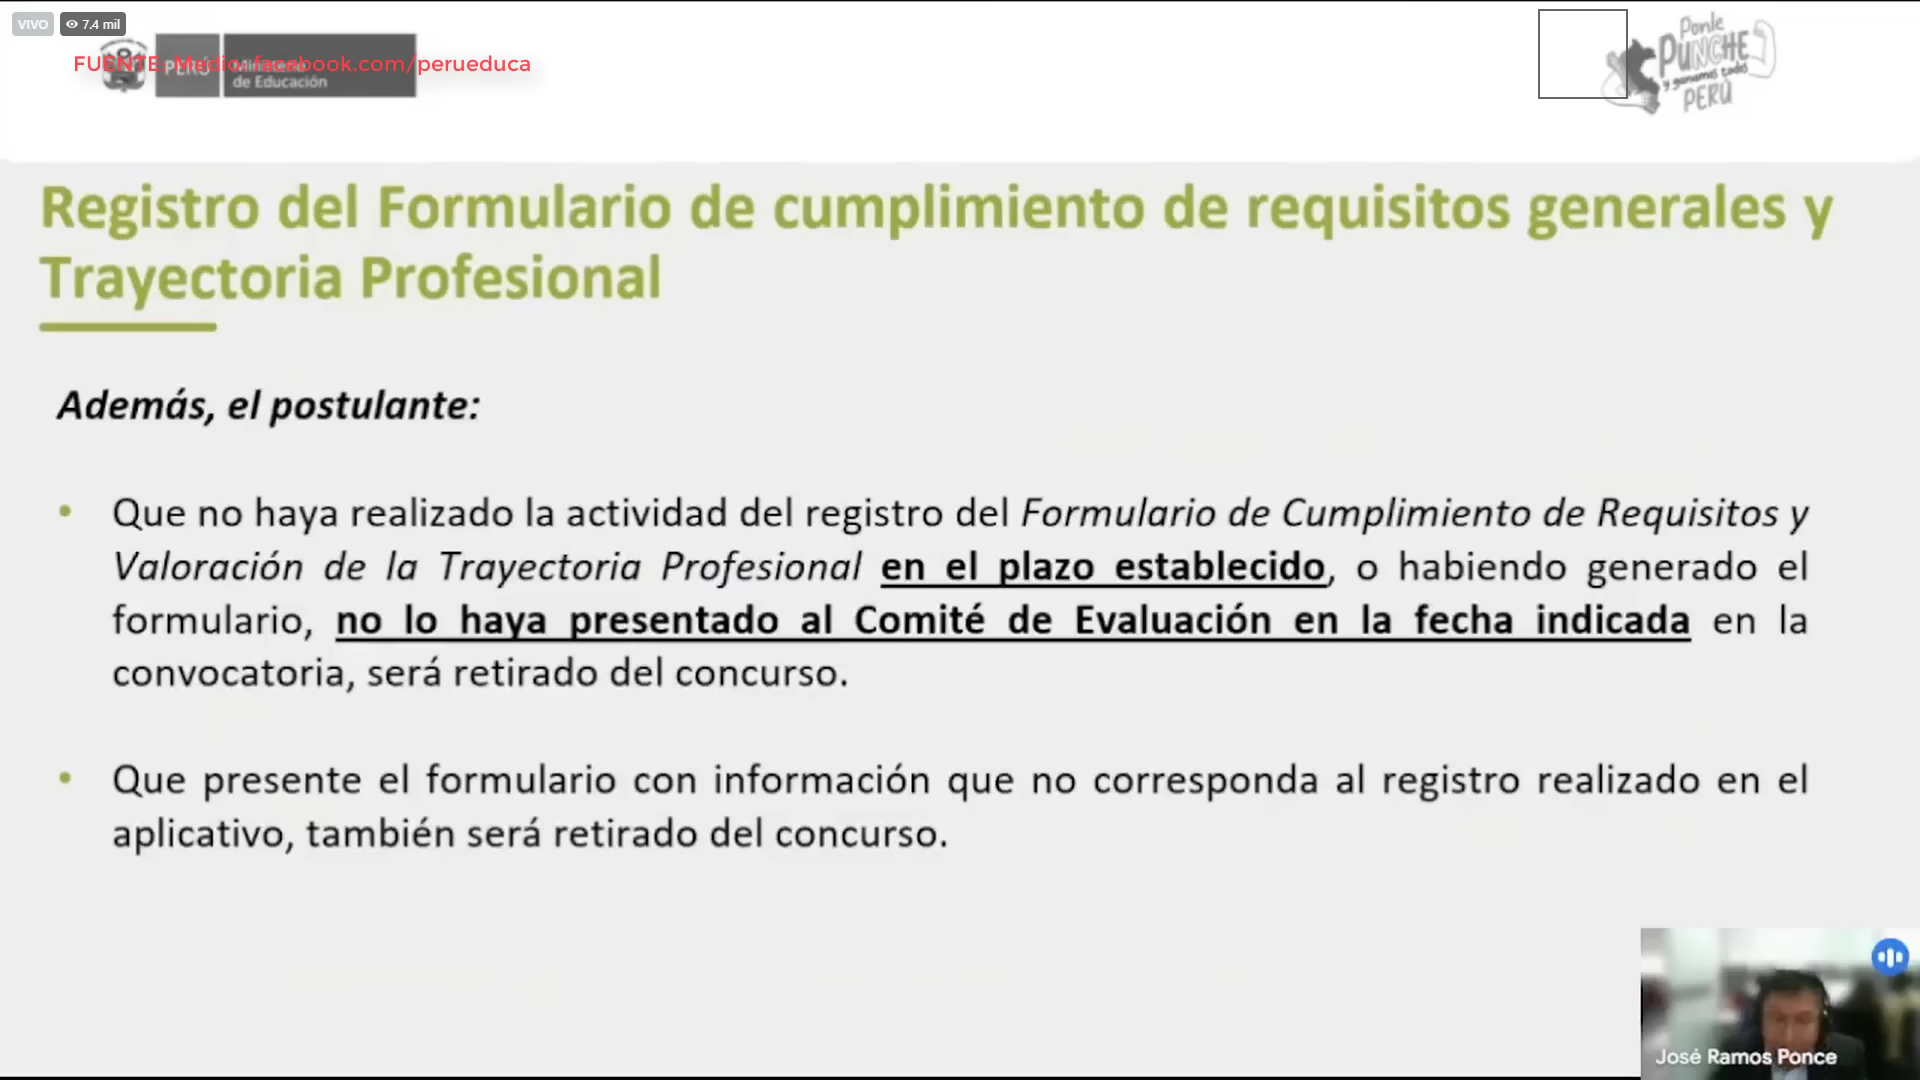 VIVO 7.4 mil
FUENTE: Medio: facebook.com/perueduca
PERÚ Ministerio
de Educación
Ponle
PUNCHE
y ganamos todos
PERÚ
Registro del Formulario de cumplimiento de requisitos generales y
Trayectoria Profesional
Además, el postulante:
• Que no haya realizado la actividad del registro del Formulario de Cumplimiento de Requisitos y
Valoración de la Trayectoria Profesional en el plazo establecido, o habiendo generado el
formulario, no lo haya presentado al Comité de Evaluación en la fecha indicada en la
convocatoria, será retirado del concurso.
• Que presente el formulario con información que no corresponda al registro realizado en el
aplicativo, también será retirado del concurso.
José Ramos Ponce